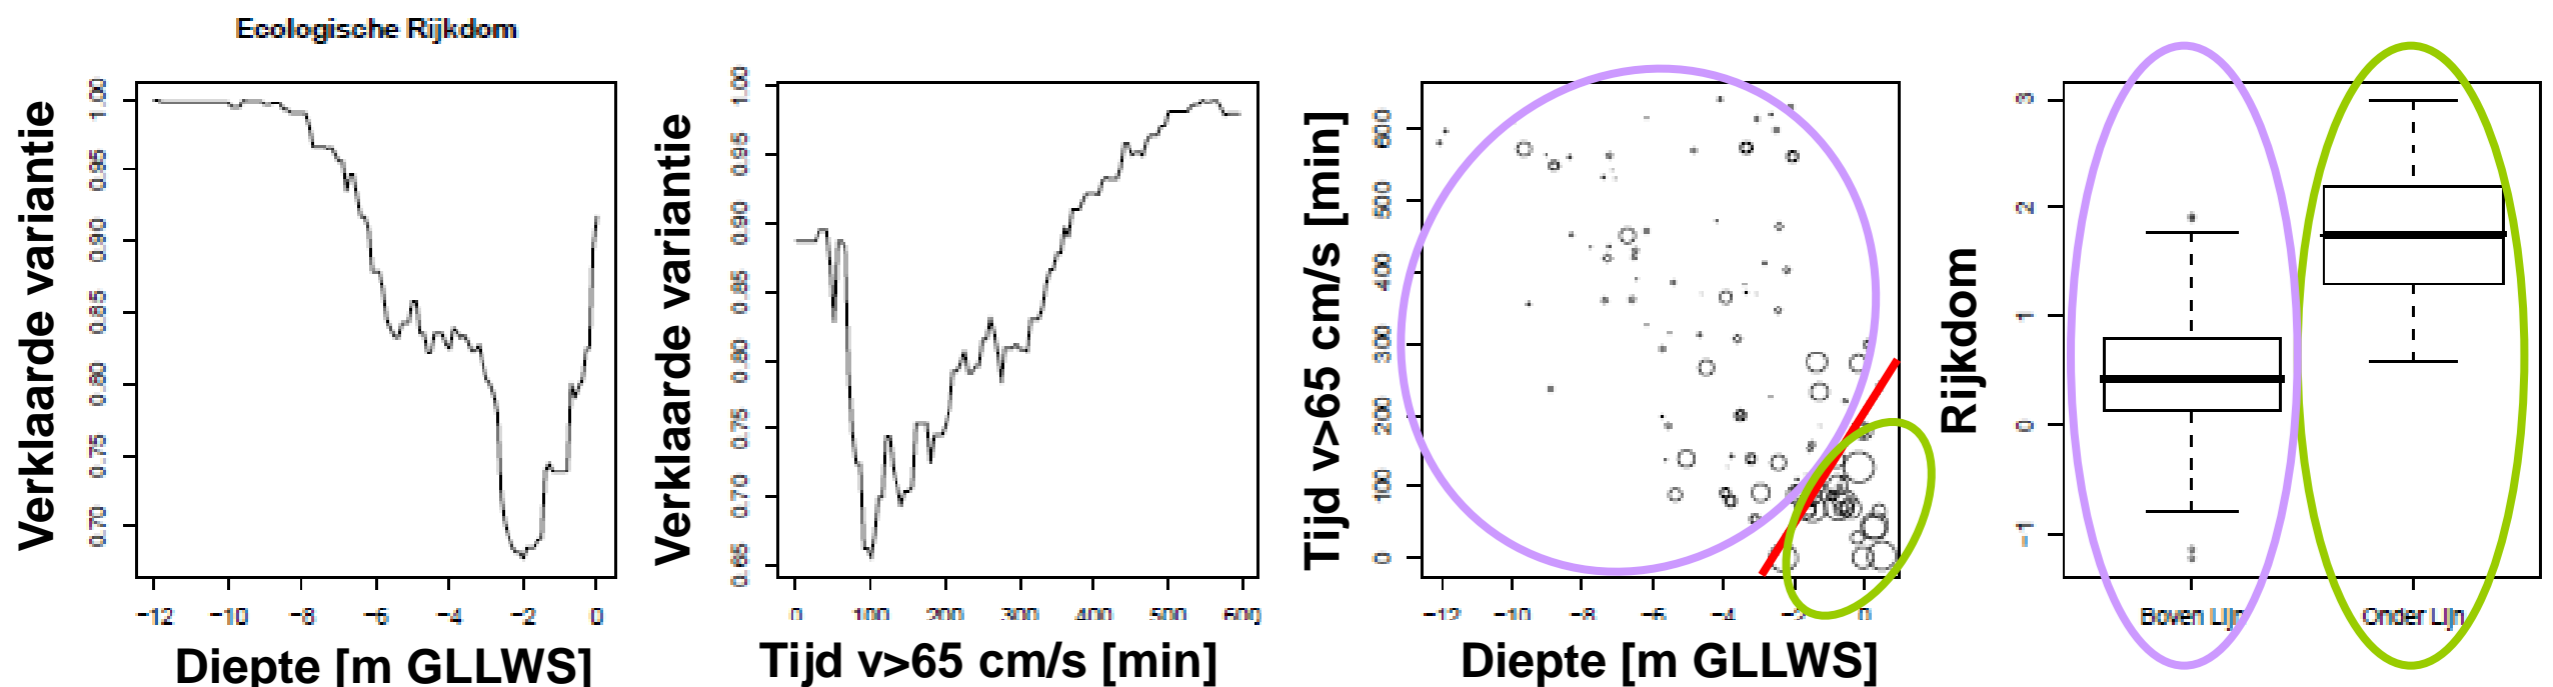 Ecologische Rijkdom
Verklaarde variantie
1.00
0.95
0.90
0.85
0.80
0.75
0.70
−12 −10 −8 −6 −4 −2 0
Diepte [m GLLWS]
Verklaarde variantie
1.00
0.95
0.90
0.85
0.80
0.75
0.70
0.65
0 100 200 300 400 500 600
Tijd v>65 cm/s [min]
Tijd v>65 cm/s [min]
600
500
400
300
200
100
0
−12 −10 −8 −6 −4 −2 0
Diepte [m GLLWS]
Rijkdom
3
2
1
0
−1
Boven Lijn Onder Lijn